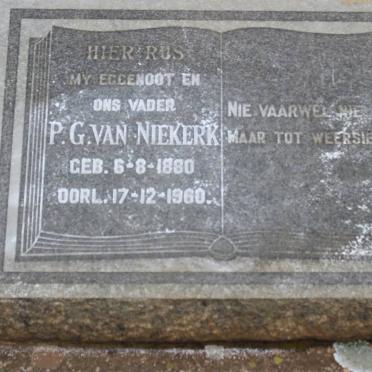 HIER RUS
MY EGGENOOT EN
ONS VADER
P. G. VAN NIEKERK
GEB. 6-8-1880
OORL. 17-12-1960.
NIE VAARWEL NIE
MAAR TOT WEERSIE